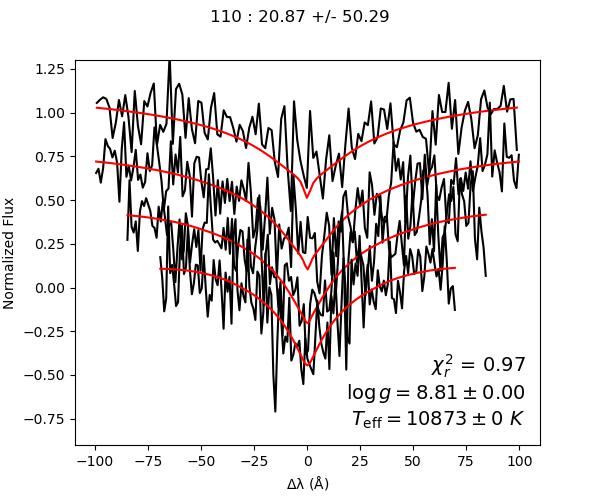 110 : 20.87 +/- 50.29
1.25
1.00
0.75
0.50
0.25
0.00
−0.25
−0.50
−0.75
Normalized Flux
χ²ᵣ = 0.97
log g = 8.81 ± 0.00
T_eff = 10873 ± 0 K
−100 −75 −50 −25 0 25 50 75 100
Δλ (Å)